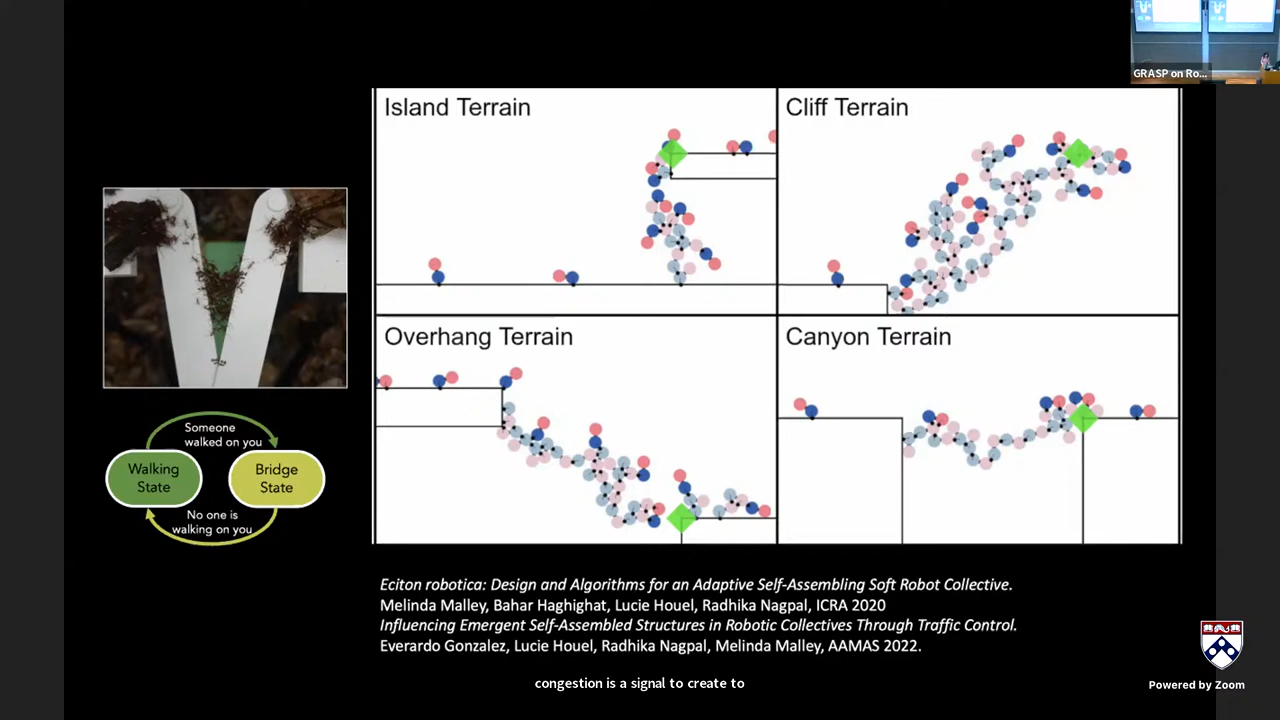 GRASP on Ro...
Island Terrain
Cliff Terrain
Overhang Terrain
Canyon Terrain
Someone
walked on you
Walking
State
Bridge
State
No one is
walking on you
Eciton robotica: Design and Algorithms for an Adaptive Self-Assembling Soft Robot Collective.
Melinda Malley, Bahar Haghighat, Lucie Houel, Radhika Nagpal, ICRA 2020
Influencing Emergent Self-Assembled Structures in Robotic Collectives Through Traffic Control.
Everardo Gonzalez, Lucie Houel, Radhika Nagpal, Melinda Malley, AAMAS 2022.
congestion is a signal to create to
Powered by Zoom